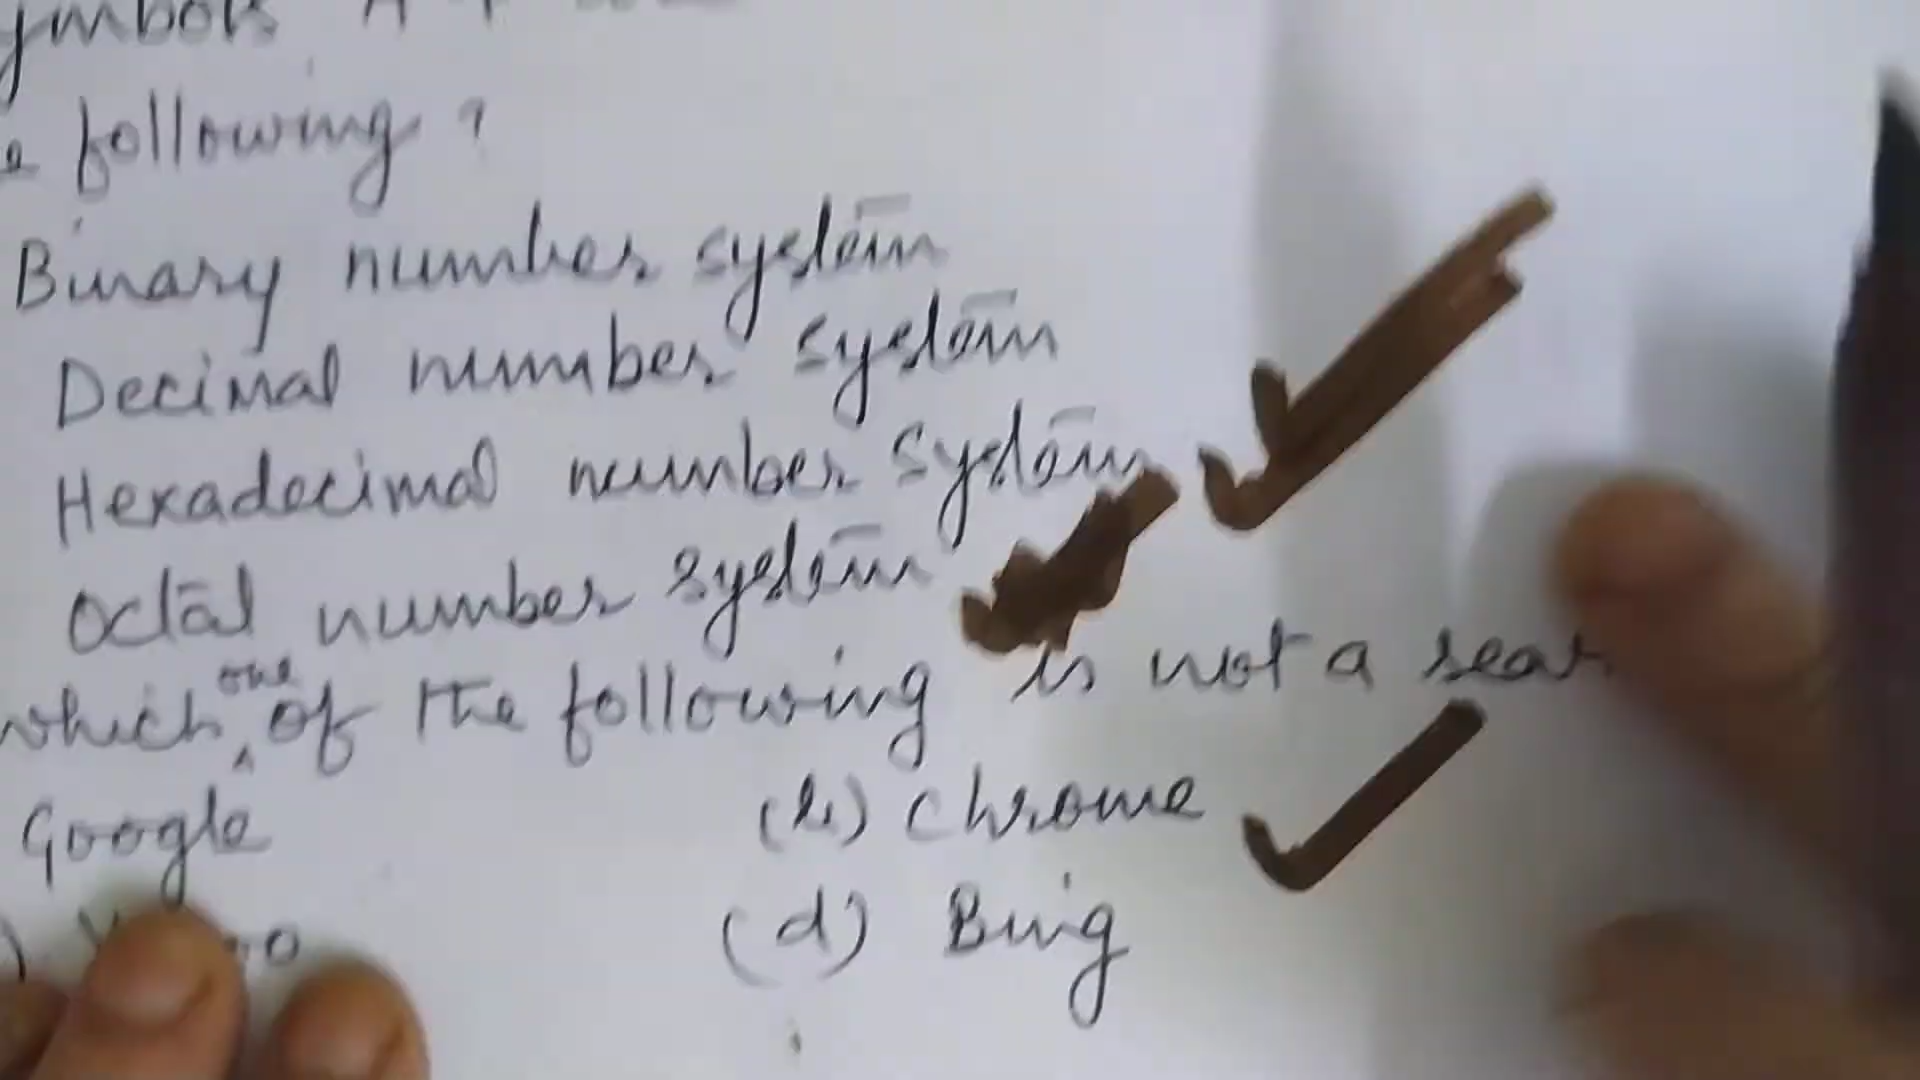 following?
Binary number system
Decimal number system
Hexadecimal number system
Octal number system
which one of the following is not a sear
Google
(b) Chrome
(d) Bing